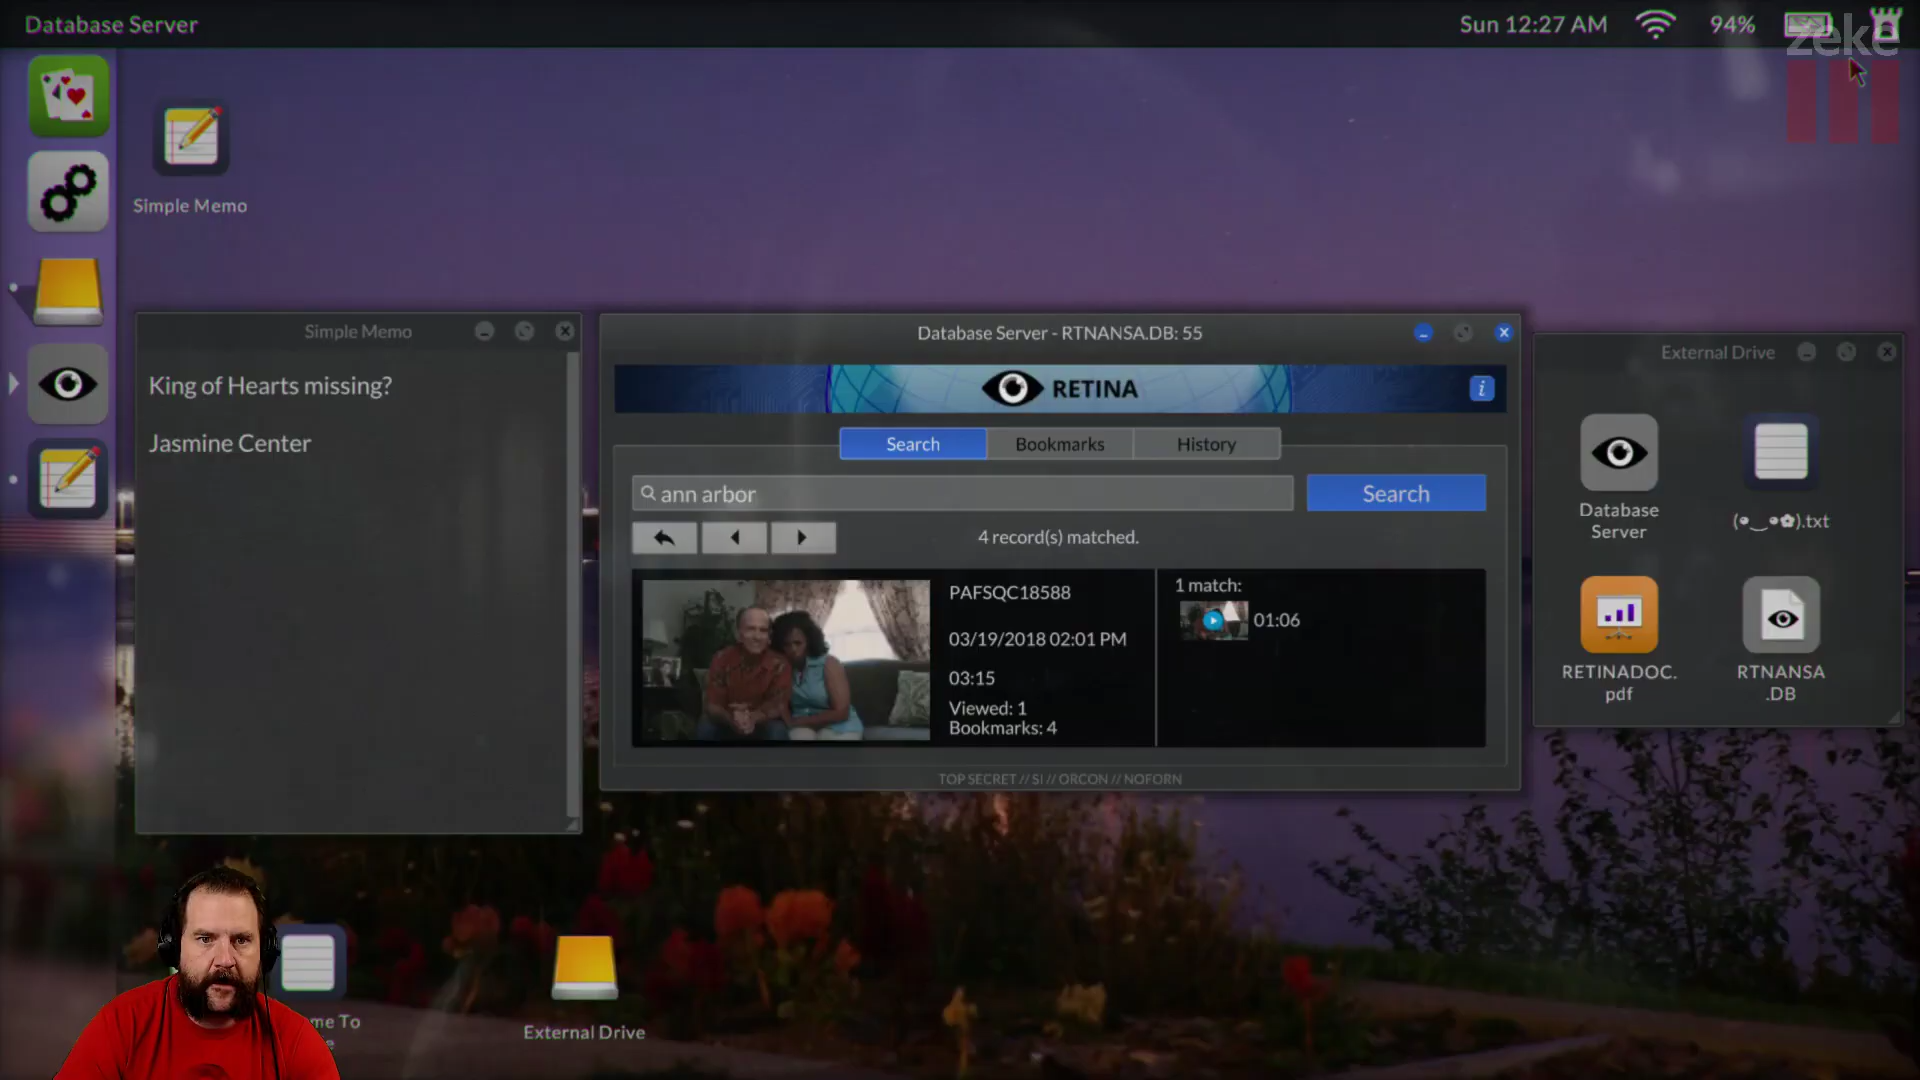 Database Server
Sun 12:27 AM
94%
zeke
Simple Memo
Simple Memo
King of Hearts missing?
Jasmine Center
Database Server - RTNANSA.DB: 55
RETINA
i
Search
Bookmarks
History
ann arbor
Search
4 record(s) matched.
PAFSQC18588
03/19/2018 02:01 PM
03:15
Viewed: 1
Bookmarks: 4
1 match:
01:06
TOP SECRET // SI // ORCON // NOFORN
External Drive
Database
Server
(•‿•✿).txt
RETINADOC.
pdf
RTNANSA
.DB
me To
e
External Drive